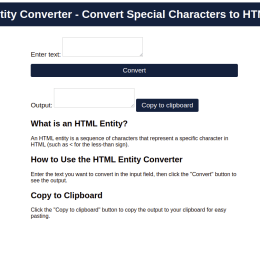 tity Converter - Convert Special Characters to HT
Enter text:
Convert
Output:
Copy to clipboard
What is an HTML Entity?
An HTML entity is a sequence of characters that represent a specific character in
HTML (such as < for the less-than sign).
How to Use the HTML Entity Converter
Enter the text you want to convert in the input field, then click the "Convert" button to
see the output.
Copy to Clipboard
Click the "Copy to clipboard" button to copy the output to your clipboard for easy
pasting.